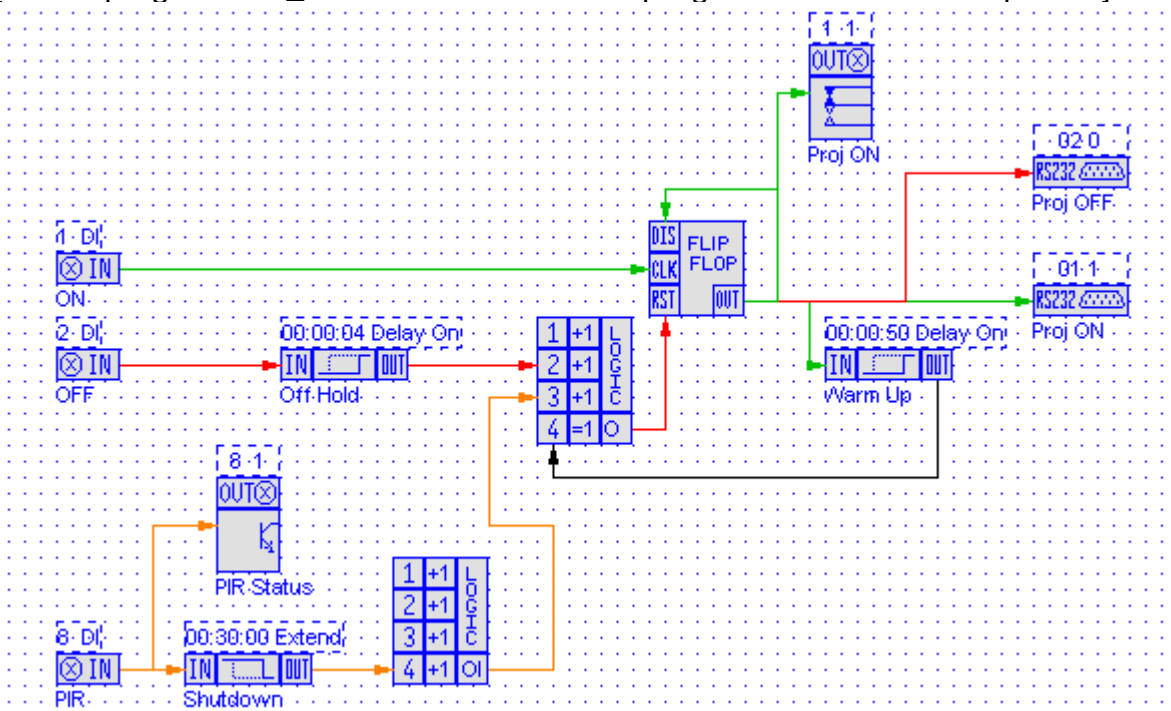 1 1
OUT
Proj ON
02 0
RS232
Proj OFF
1 DI
IN
ON
DIS
CLK
RST
FLIP
FLOP
OUT
01 1
RS232
Proj ON
2 DI
IN
OFF
00:00:04 Delay On
IN OUT
Off Hold
1 +1
2 +1
3 +1
4 =1 O
LOGIC
00:00:50 Delay On
IN OUT
Warm Up
8 1
OUT
PIR Status
8 DI
IN
PIR
00:30:00 Extend
IN OUT
Shutdown
1 +1
2 +1
3 +1
4 +1 OI
LOGIC